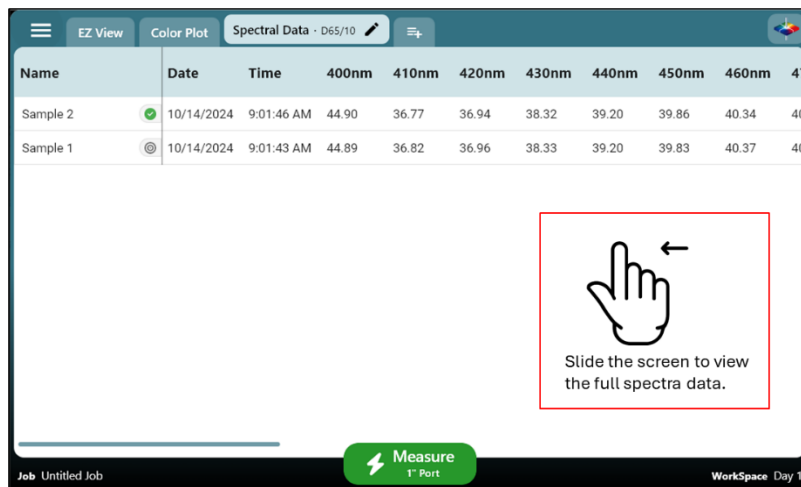 EZ View Color Plot Spectral Data - D65/10
Name Date Time 400nm 410nm 420nm 430nm 440nm 450nm 460nm
Sample 2 10/14/2024 9:01:46 AM 44.90 36.77 36.94 38.32 39.20 39.86 40.34
Sample 1 10/14/2024 9:01:43 AM 44.89 36.82 36.96 38.33 39.20 39.83 40.37
Slide the screen to view
the full spectra data.
Measure
1" Port
Job Untitled Job WorkSpace Day 1